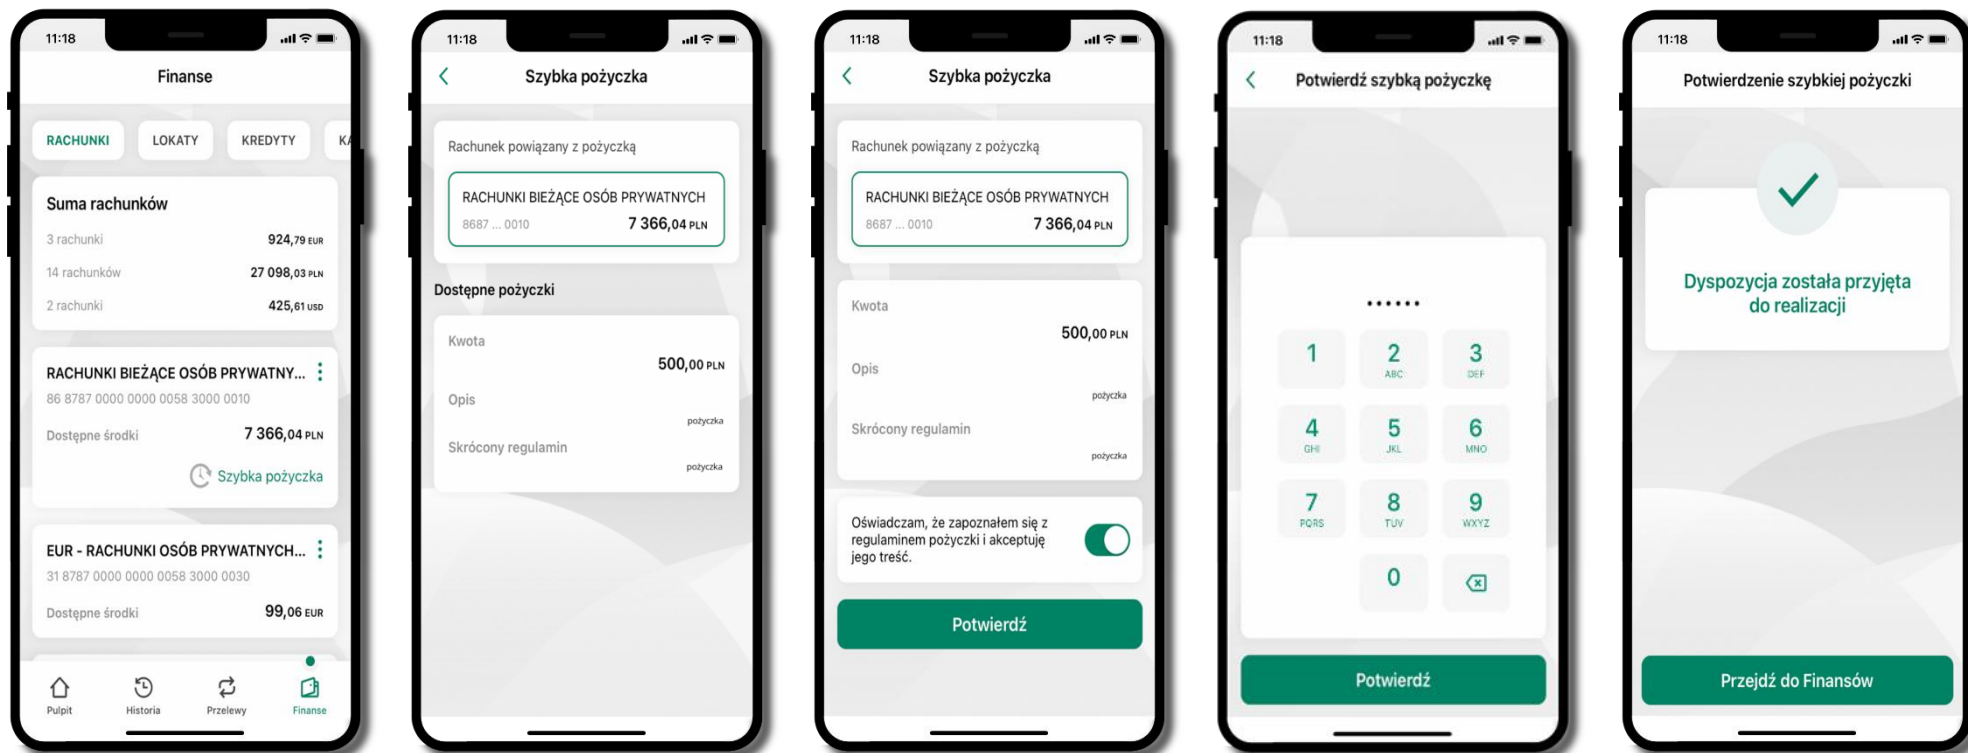 11:18
Finanse
RACHUNKI LOKATY KREDYTY KA
Suma rachunków
3 rachunki 924,79 EUR
14 rachunków 27 098,03 PLN
2 rachunki 425,61 USD
RACHUNKI BIEŻĄCE OSÓB PRYWATNY...
86 8787 0000 0000 0058 3000 0010
Dostępne środki 7 366,04 PLN
Szybka pożyczka
EUR - RACHUNKI OSÓB PRYWATNYCH...
31 8787 0000 0000 0058 3000 0030
Dostępne środki 99,06 EUR
Pulpit Historia Przelewy Finanse
11:18
Szybka pożyczka
Rachunek powiązany z pożyczką
RACHUNKI BIEŻĄCE OSÓB PRYWATNYCH
8687 ... 0010 7 366,04 PLN
Dostępne pożyczki
Kwota
500,00 PLN
Opis
pożyczka
Skrócony regulamin
pożyczka
11:18
Szybka pożyczka
Rachunek powiązany z pożyczką
RACHUNKI BIEŻĄCE OSÓB PRYWATNYCH
8687 ... 0010 7 366,04 PLN
Kwota
500,00 PLN
Opis
pożyczka
Skrócony regulamin
pożyczka
Oświadczam, że zapoznałem się z
regulaminem pożyczki i akceptuję
jego treść.
Potwierdź
11:18
Potwierdź szybką pożyczkę
1 2 3
ABC DEF
4 5 6
GHI JKL MNO
7 8 9
PQRS TUV WXYZ
0
Potwierdź
11:18
Potwierdzenie szybkiej pożyczki
Dyspozycja została przyjęta
do realizacji
Przejdź do Finansów